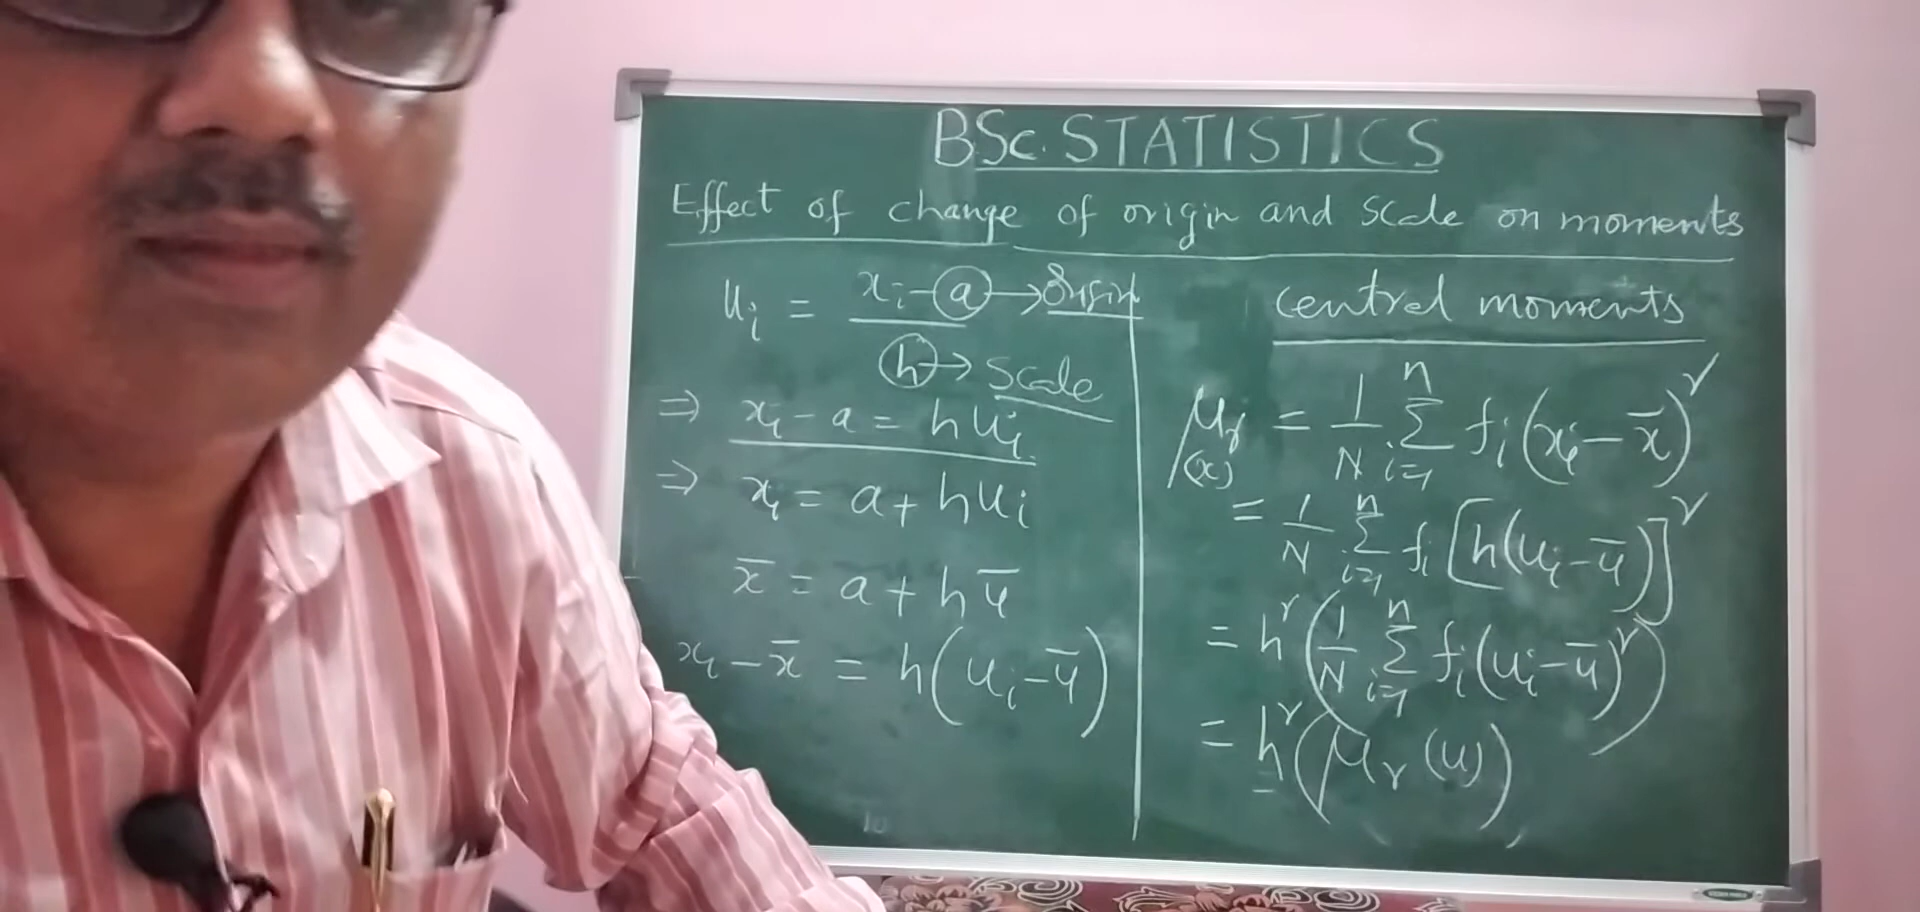 BSc. STATISTICS
Effect of change of origin and scale on moments
uᵢ = xᵢ - a → origin
h → Scale
⇒ xᵢ - a = huᵢ
⇒ xᵢ = a + huᵢ
x̄ = a + hū
xᵢ - x̄ = h(uᵢ - ū)
central moments
μᵣ(x) = 1/N Σᵢ₌₁ⁿ fᵢ (xᵢ - x̄)ʳ
= 1/N Σᵢ₌₁ⁿ fᵢ [h(uᵢ - ū)]ʳ
= hʳ (1/N Σᵢ₌₁ⁿ fᵢ (uᵢ - ū)ʳ)
= hʳ (μᵣ (u))